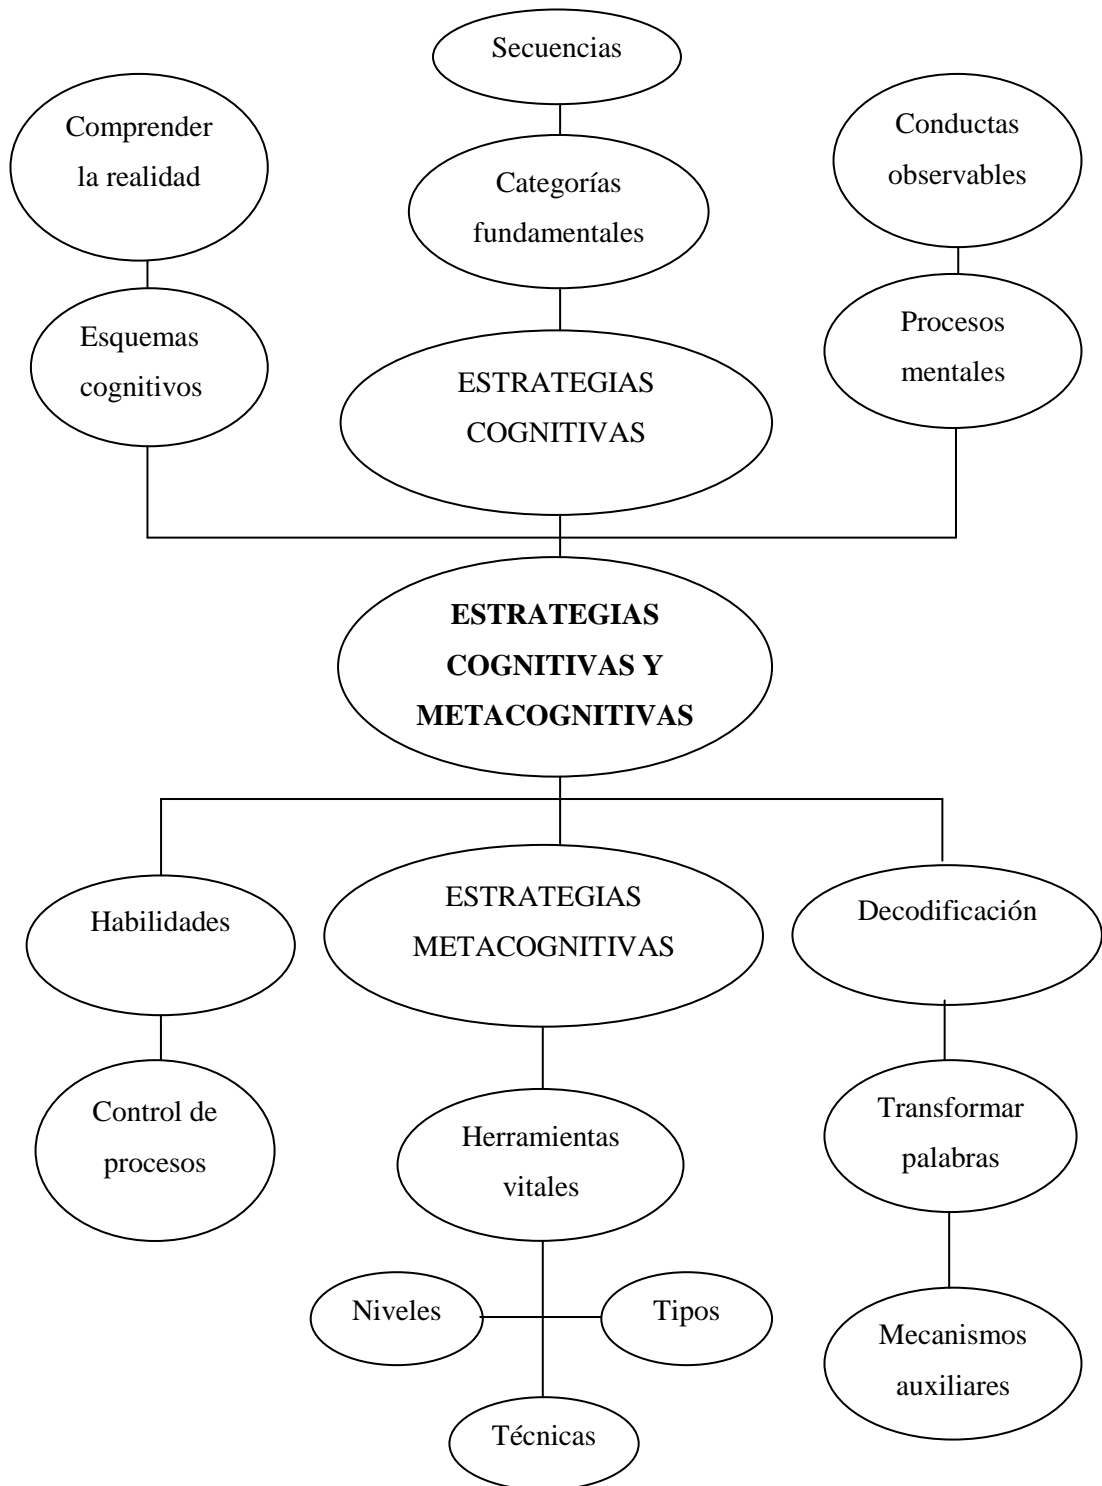 Secuencias
Comprender
la realidad
Categorías
fundamentales
Conductas
observables
Esquemas
cognitivos
ESTRATEGIAS
COGNITIVAS
Procesos
mentales
ESTRATEGIAS
COGNITIVAS Y
METACOGNITIVAS
Habilidades
ESTRATEGIAS
METACOGNITIVAS
Decodificación
Control de
procesos
Herramientas
vitales
Transformar
palabras
Niveles
Tipos
Mecanismos
auxiliares
Técnicas